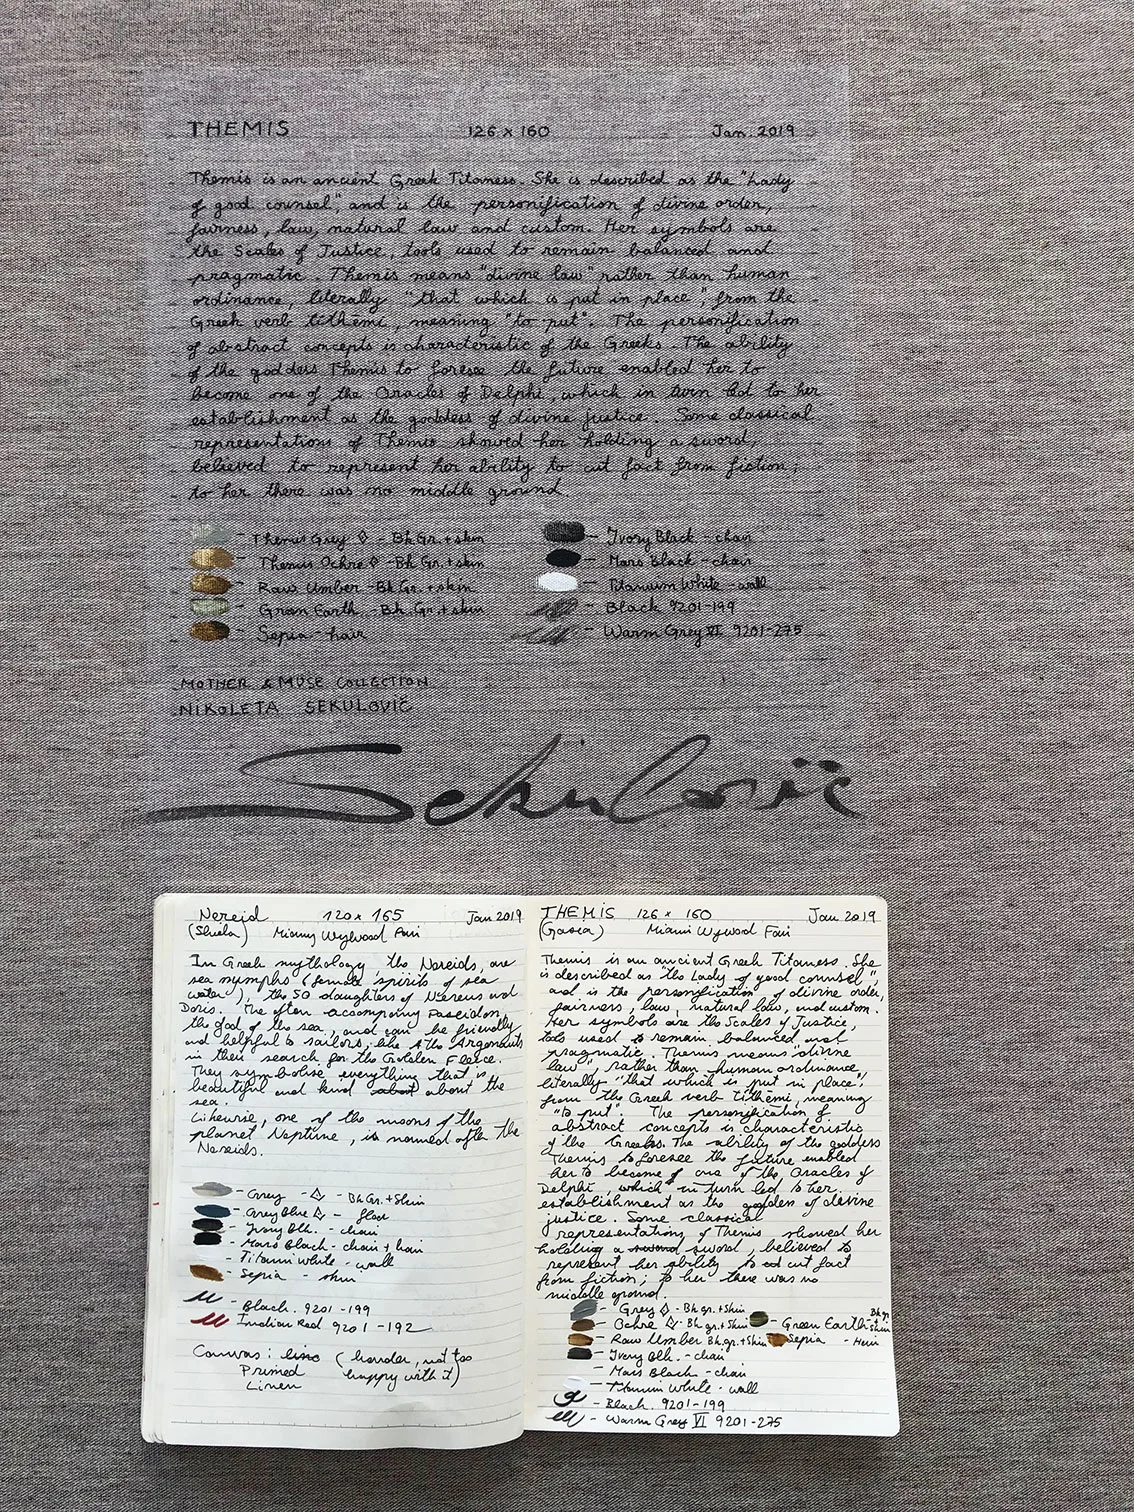 THEMIS 126 x 160 Jan. 2019
Themis is an ancient Greek Titaness. She is described as the "Lady
of good counsel", and is the personification of divine order,
fairness, law, natural law and custom. Her symbols are
the Scales of Justice, tools used to remain balanced and
pragmatic. Themis means "divine law" rather than human
ordinance, literally "that which is put in place", from the
Greek verb títhēmi, meaning "to put". The personification
of abstract concepts is characteristic of the Greeks. The ability
of the goddess Themis to foresee the future enabled her to
become one of the Oracles of Delphi, which in turn led to her
establishment as the goddess of divine justice. Some classical
representations of Themis showed her holding a sword,
believed to represent her ability to cut fact from fiction;
to her there was no middle ground.
Themis Grey ◊ - Bk.Gr.+skin
Themis Ochre ◊ - Bk.Gr.+skin
Raw Umber - Bk.Gr.+skin
Green Earth - Bk.Gr.+skin
Sepia - hair
Ivory Black - chair
Mars Black - chair
Titanium White - wall
Black 9201-199
Warm Grey VI 9201-275
MOTHER & MUSE COLLECTION
NIKOLETA SEKULOVIĆ
Sekulović
Nereid 120 x 165 Jan 2019
(Sheila) Miamy Wylwood Fair
In Greek mythology, the Nereids, are
sea nymphs (female spirits of sea
water), the 50 daughters of Nereus and
Doris. The often accompany Poseidon,
the god of the sea, and can be friendly
and helpful to sailors, like the Argonauts
in their search for the Golden Fleece.
They symbolise everything that is
beautiful and kind about about the
sea.
Likewise, one of the moons of the
planet Neptune, is named after the
Nereids.
Grey - ◊ - Bk Gr.+Skin
Grey Blue ◊ - floor
Ivory Blk. - chair
Mars Black - chair + hair
Titanium White - wall
Sepia - skin
Black. 9201-199
Indian Red 9201-192
Canvas: lino (harder, not too
Primed happy with it)
Linen
THEMIS 126 x 160 Jan 2019
(Gasia) Miami Wywood Fair
Themis is an ancient Greek Titaness. She
is described as "the Lady of good counsel",
and is the personification of divine order,
fairness, law, natural law, and custom.
Her symbols are the Scales of Justice,
tools used to remain balanced and
pragmatic. Themis means "divine
law", rather than human ordinance,
literally "that which is put in place",
from the Greek verb títhēmi, meaning
"to put". The personification of
abstract concepts is characteristic
of the Greeks. The ability of the goddess
Themis to foresee the future enabled
her to become of one of the Oracles of
Delphi, which in turn led to her
establishment as the goddess of devine
justice. Some classical
representations of Themis showed her
holding a sword, believed to
represent her ability to cut fact
from fiction; to her there was no
middle ground.
Grey ◊ - Bk gr.+Skin
Ochre ◊ - Bk gr.+Skin Green Earth - Bk gr. skin
Raw Umber Bk gr.+Skin Sepia - Hair
Ivory Blk. - chair
Mars Black - chair
Titanium White - wall
Black. 9201-199
Warm Grey VI 9201-275